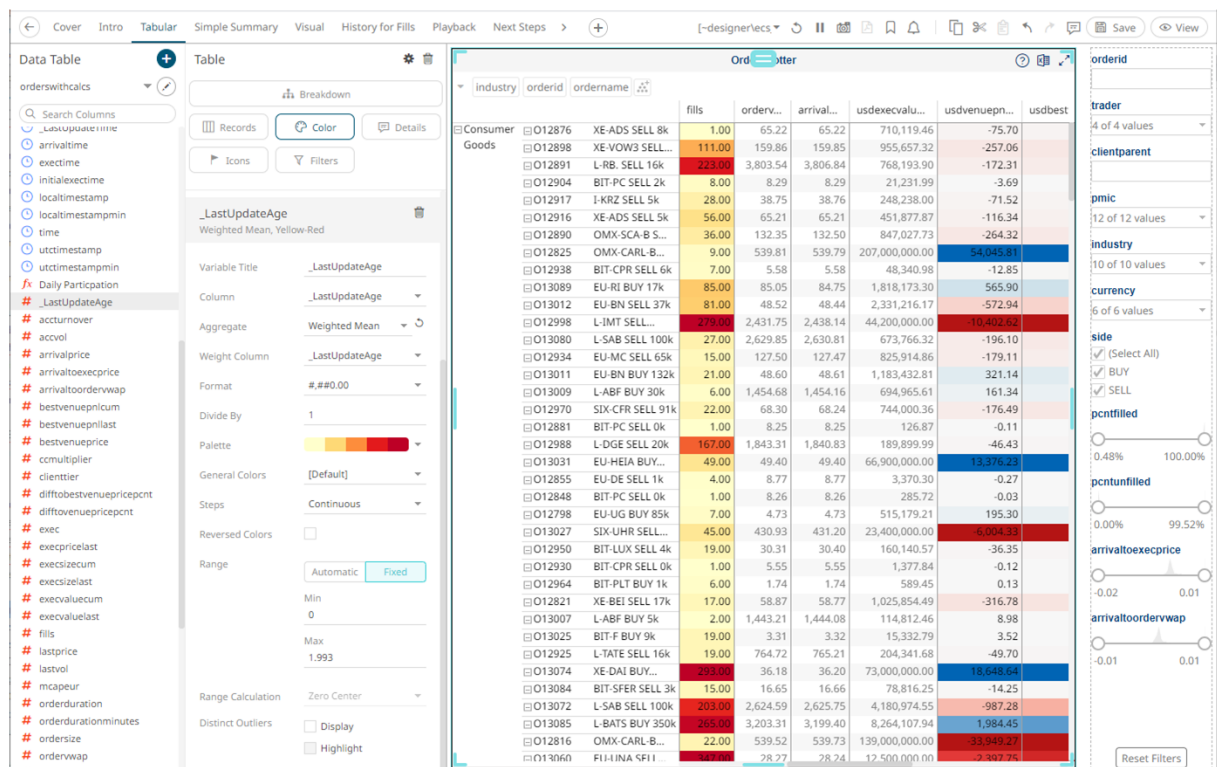 Cover Intro Tabular Simple Summary Visual History for Fills Playback Next Steps [~designer\ecs Save View
Data Table
orderswithcalcs
Search Columns
_LastUpdateTime
arrivaltime
exectime
initialexectime
localtimestamp
localtimestampmin
time
utctimestamp
utctimestampmin
fx Daily Particpation
# _LastUpdateAge
# accturnover
# accvol
# arrivalprice
# arrivaltoexecprice
# arrivaltoordervwap
# bestvenuepnlcum
# bestvenuepnllast
# bestvenueprice
# ccmultiplier
# clienttier
# difftobestvenuepricepcnt
# difftovenuepricepcnt
# exec
# execpricelast
# execsizecum
# execsizelast
# execvaluecum
# execvaluelast
# fills
# lastprice
# lastvol
# mcapeur
# orderduration
# orderdurationminutes
# ordersize
# ordervwap
Table
Breakdown
Records Color Details
Icons Filters
_LastUpdateAge
Weighted Mean, Yellow-Red
Variable Title _LastUpdateAge
Column _LastUpdateAge
Aggregate Weighted Mean
Weight Column _LastUpdateAge
Format #,##0.00
Divide By 1
Palette
General Colors [default]
Steps Continuous
Reversed Colors
Range Automatic Fixed
Min
0
Max
1.993
Range Calculation Zero Center
Distinct Outliers Display
Highlight
industry orderid ordername
fills orderv... arrival... usdexecvalu... usdvenuepn... usdbest
Consumer O12876 XE-ADS SELL 8k 1.00 65.22 65.22 710,119.46 -75.70
Goods O12898 XE-VOW3 SELL... 111.00 159.86 159.85 955,657.32 -257.06
O12891 L-RB. SELL 16k 223.00 3,803.54 3,806.84 768,193.90 -172.31
O12904 BIT-PC SELL 2k 8.00 8.29 8.29 21,231.99 -3.69
O12917 I-KRZ SELL 5k 28.00 38.75 38.76 248,238.00 -71.52
O12916 XE-ADS SELL 5k 56.00 65.21 65.21 451,877.87 -116.34
O12890 OMX-SCA-B S... 36.00 132.35 132.50 847,027.73 -264.32
O12825 OMX-CARL-B... 9.00 539.81 539.79 207,000,000.00 54,045.81
O12938 BIT-CPR SELL 6k 7.00 5.58 5.58 48,340.98 -12.85
O13089 EU-RI BUY 17k 85.00 85.05 84.75 1,818,173.30 565.90
O13012 EU-BN SELL 37k 81.00 48.52 48.44 2,331,216.17 -572.94
O12998 L-IMT SELL... 279.00 2,431.75 2,438.14 44,200,000.00 -10,402.62
O13080 L-SAB SELL 100k 27.00 2,629.85 2,630.81 673,766.32 -196.10
O12934 EU-MC SELL 65k 15.00 127.50 127.47 825,914.86 -179.11
O13011 EU-BN BUY 132k 21.00 48.60 48.61 1,183,432.81 321.14
O13009 L-ABF BUY 30k 6.00 1,454.68 1,454.16 694,965.61 161.34
O12970 SIX-CFR SELL 91k 22.00 68.30 68.24 744,000.36 -176.49
O12881 BIT-PC SELL 0k 1.00 8.25 8.25 126.87 -0.11
O12988 L-DGE SELL 20k 167.00 1,843.31 1,840.83 189,899.99 -46.43
O13031 EU-HEIA BUY... 49.00 49.40 49.40 66,900,000.00 13,376.23
O12855 EU-DE SELL 1k 4.00 8.77 8.77 3,370.30 -0.27
O12848 BIT-PC SELL 0k 1.00 8.26 8.26 285.72 -0.03
O12798 EU-UG BUY 85k 7.00 4.73 4.73 515,179.21 195.30
O13027 SIX-UHR SELL... 45.00 430.93 431.20 23,400,000.00 -6,004.33
O12950 BIT-LUX SELL 4k 19.00 30.31 30.40 160,140.57 -36.35
O12930 BIT-CPR SELL 0k 1.00 5.55 5.55 1,377.84 -0.12
O12964 BIT-PLT BUY 1k 6.00 1.74 1.74 589.45 0.13
O12821 XE-BEI SELL 17k 17.00 58.87 58.77 1,025,854.49 -316.78
O13007 L-ABF BUY 5k 2.00 1,443.21 1,444.08 114,812.46 8.98
O13025 BIT-F BUY 9k 19.00 3.31 3.32 15,332.79 3.52
O12925 L-TATE SELL 16k 19.00 764.72 765.21 204,341.68 -49.70
O13074 XE-DAI BUY... 293.00 36.18 36.20 73,000,000.00 18,648.64
O13084 BIT-SFER SELL 3k 15.00 16.65 16.66 78,816.25 -14.25
O13072 L-SAB SELL 100k 203.00 2,624.59 2,625.75 4,180,974.55 -987.28
O13085 L-BATS BUY 350k 265.00 3,203.31 3,199.40 8,264,107.94 1,984.45
O12816 OMX-CARL-B... 22.00 539.52 539.73 139,000,000.00 -33,949.27
O13060 EU-UNA SELL... 347.00 28.27 28.24 12,500,000.00 -2,397.75
orderid
trader
4 of 4 values
clientparent
pmic
12 of 12 values
industry
10 of 10 values
currency
6 of 6 values
side
(Select All)
BUY
SELL
pcntfilled
0.48% 100.00%
pcntunfilled
0.00% 99.52%
arrivaltoexecprice
-0.02 0.01
arrivaltoordervwap
-0.01 0.01
Reset Filters